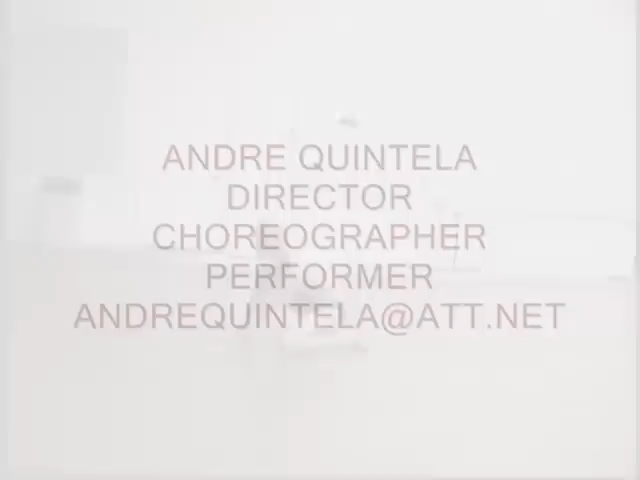 ANDRE QUINTELA
DIRECTOR
CHOREOGRAPHER
PERFORMER
ANDREQUINTELA@ATT.NET